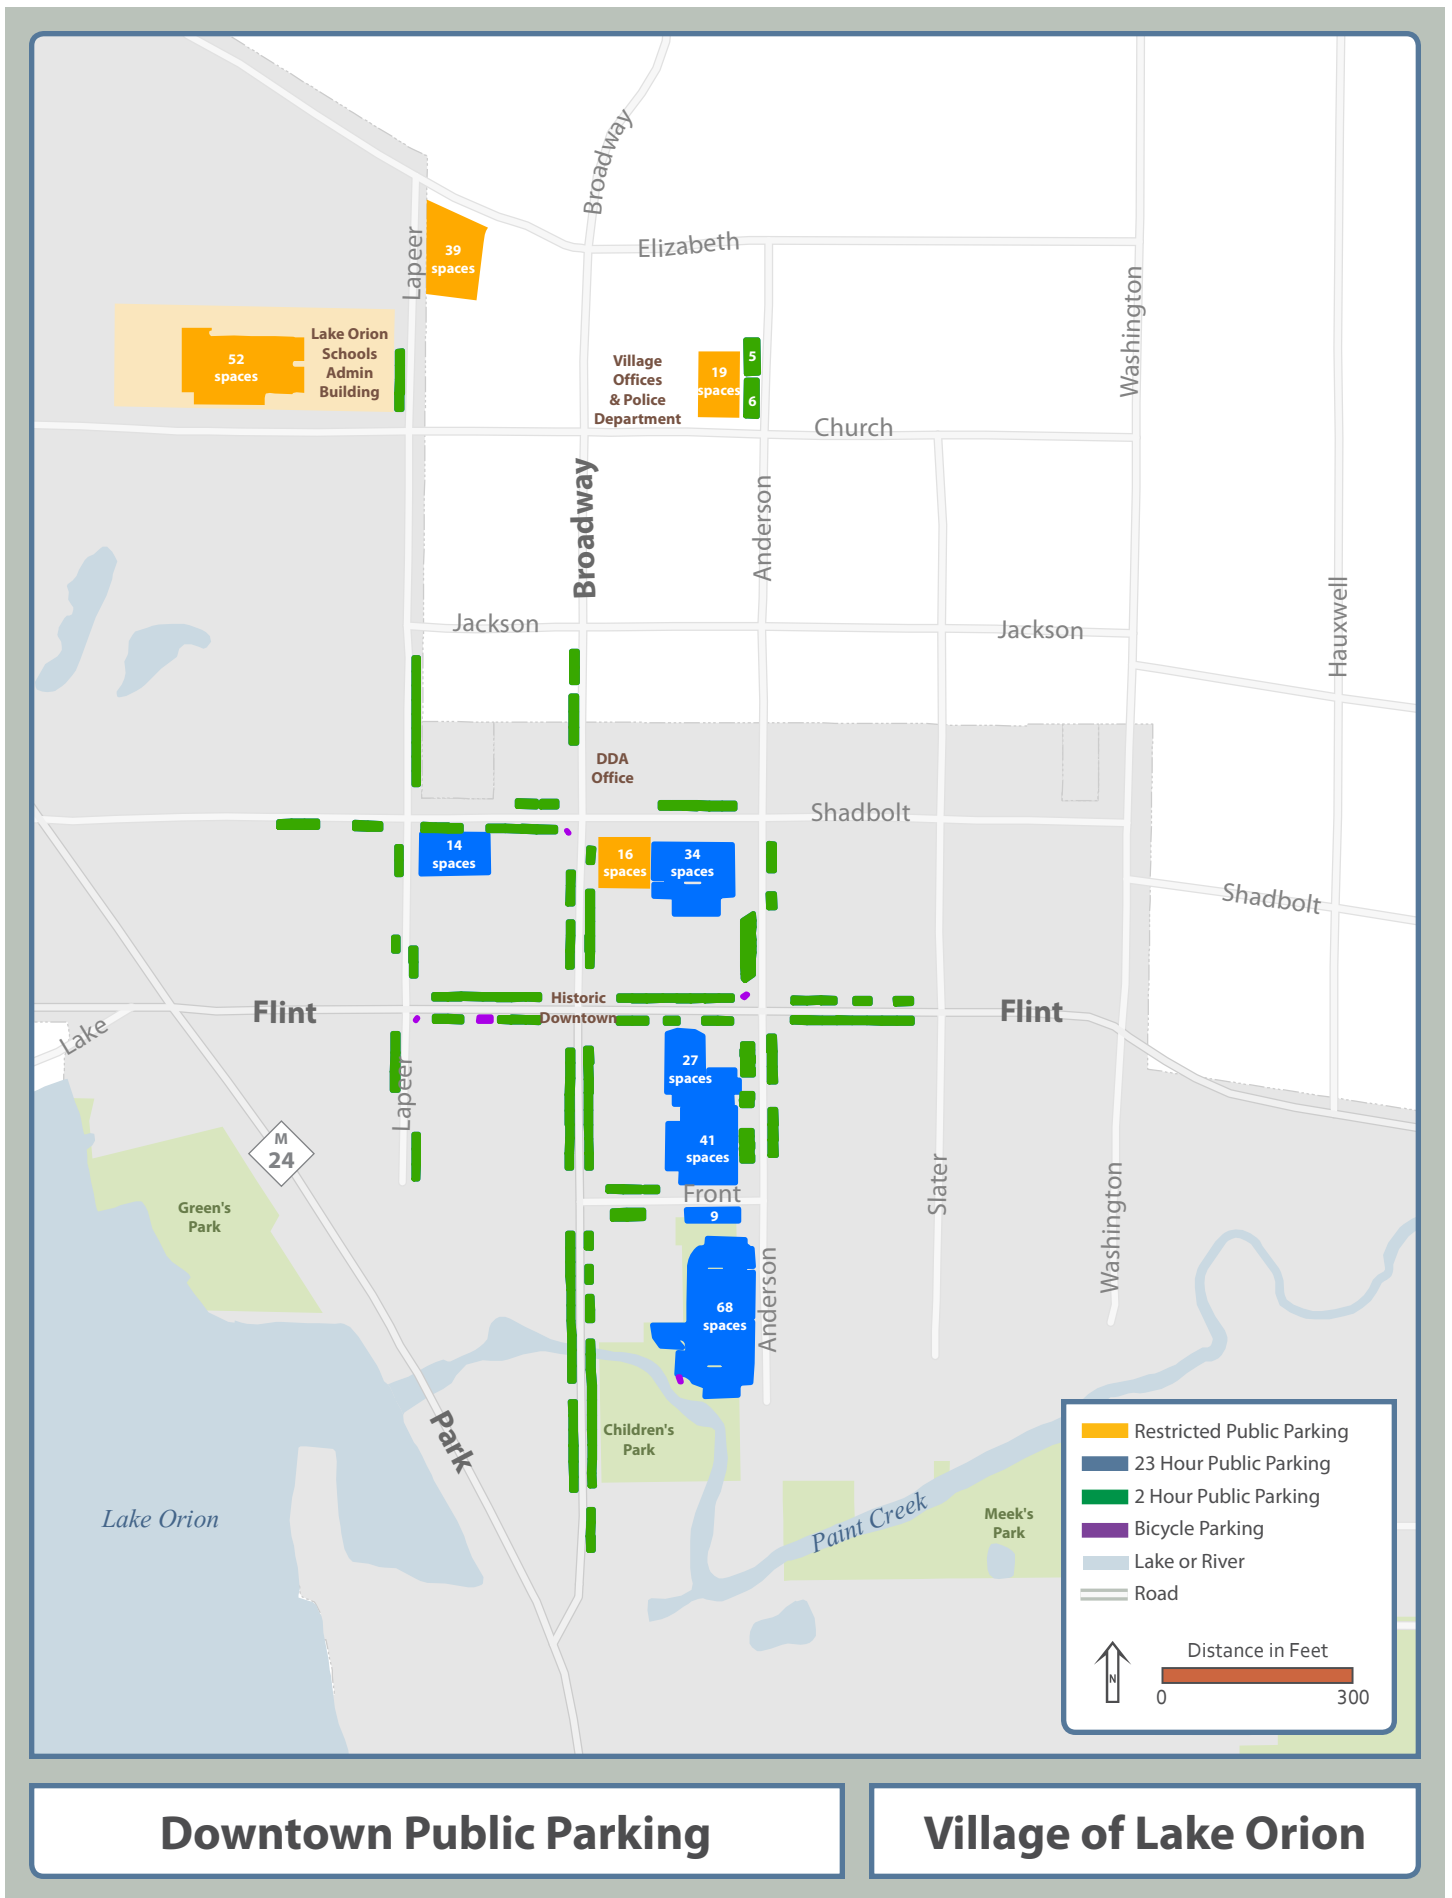 Broadway
Elizabeth
Lapeer
39
spaces
Washington
52
spaces
Lake Orion
Schools
Admin
Building
Village
Offices
& Police
Department
19
spaces
5
6
Church
Broadway
Anderson
Hauxwell
Jackson
Jackson
DDA
Office
Shadbolt
14
spaces
16
spaces
34
spaces
Shadbolt
Flint
Historic
Downtown
Flint
Lake
Lapeer
27
spaces
M
24
41
spaces
Front
9
Slater
Washington
Green's
Park
Anderson
68
spaces
Park
Children's
Park
Lake Orion
Paint Creek
Meek's
Park
Restricted Public Parking
23 Hour Public Parking
2 Hour Public Parking
Bicycle Parking
Lake or River
Road
N
Distance in Feet
0 300
Downtown Public Parking
Village of Lake Orion